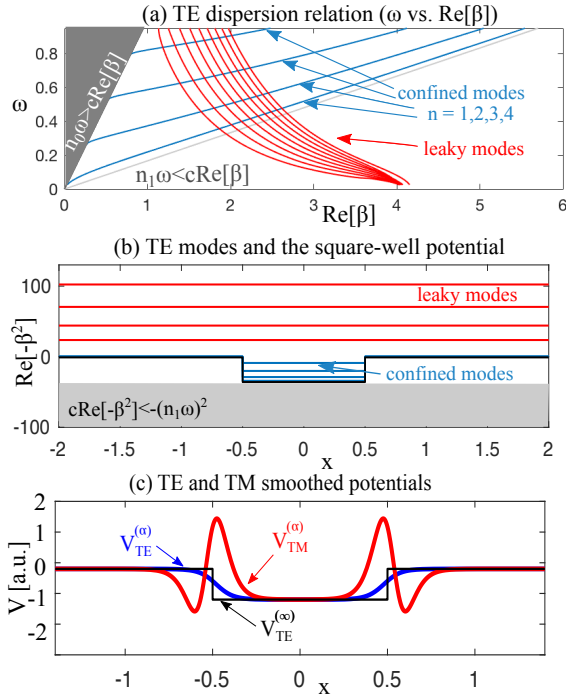 (a) TE dispersion relation (ω vs. Re[β])
0.8
0.6
0.4
0.2
0
ω
n₀ω>cRe[β]
confined modes
n = 1,2,3,4
leaky modes
n₁ω<cRe[β]
0 1 2 3 4 5 6
Re[β]
(b) TE modes and the square-well potential
100
0
-100
Re[-β²]
leaky modes
confined modes
cRe[-β²]<-(n₁ω)²
-2 -1.5 -1 -0.5 0 0.5 1 1.5 2
x
(c) TE and TM smoothed potentials
2
1
0
-1
-2
V [a.u.]
V_TE^(α)
V_TM^(α)
V_TE^(∞)
-1 -0.5 0 0.5 1
x